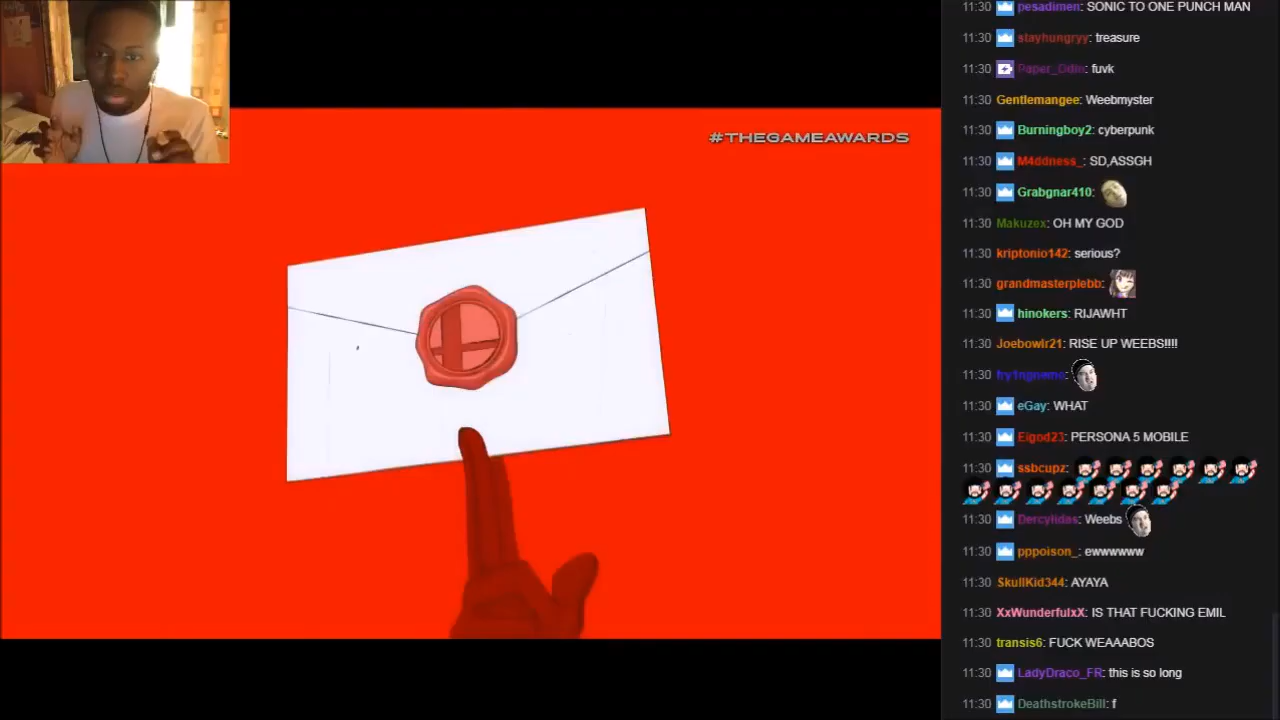 #THEGAMEAWARDS
11:30 pesadimen: SONIC TO ONE PUNCH MAN
11:30 stayhungryy: treasure
11:30 Paper_Odin: fuvk
11:30 Gentlemangee: Weebmyster
11:30 Burningboy2: cyberpunk
11:30 M4ddness_: SD,ASSGH
11:30 Grabgnar410:
11:30 Makuzex: OH MY GOD
11:30 kriptonio142: serious?
11:30 grandmasterplebb:
11:30 hinokers: RIJAWHT
11:30 Joebowlr21: RISE UP WEEBS!!!!
11:30 fry1ngnemo:
11:30 eGay: WHAT
11:30 Eigod23: PERSONA 5 MOBILE
11:30 ssbcupz:
11:30 Dercylidas: Weebs
11:30 pppoison_: ewwwwww
11:30 SkullKid344: AYAYA
11:30 XxWunderfulxX: IS THAT FUCKING EMIL
11:30 transis6: FUCK WEAAABOS
11:30 LadyDraco_FR: this is so long
11:30 DeathstrokeBill: f